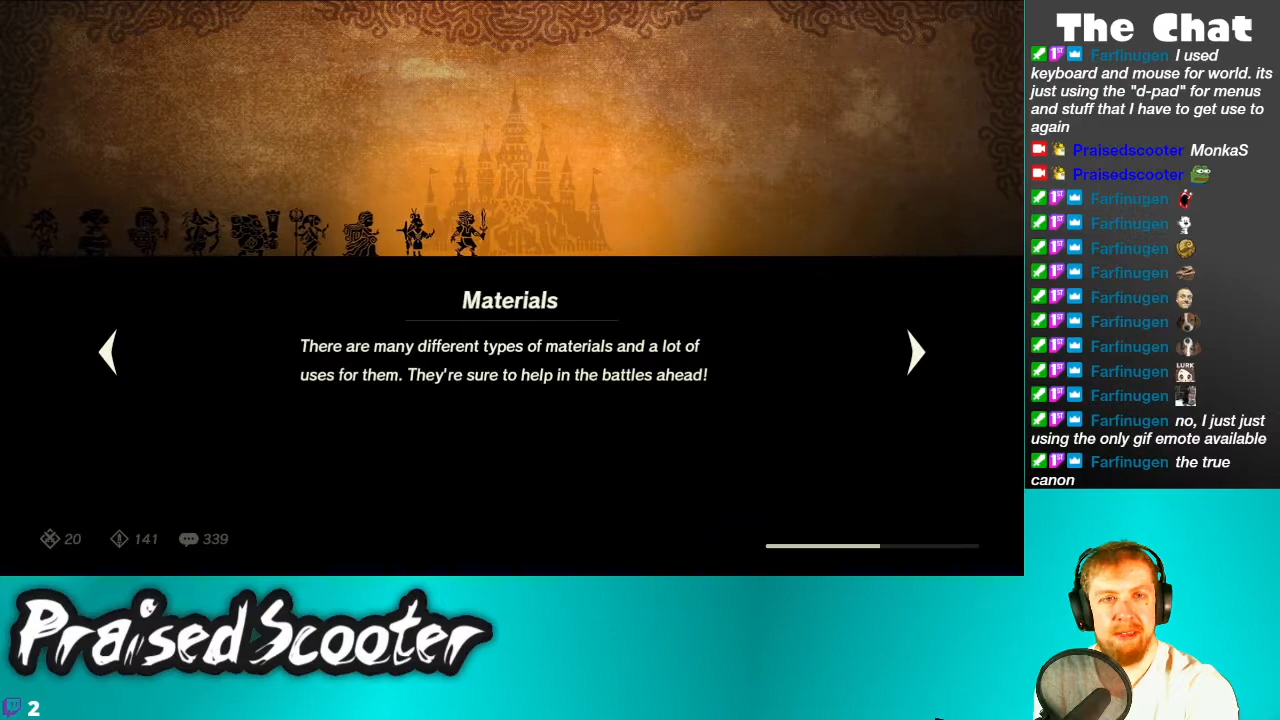 The Chat
Farfinugen I used
keyboard and mouse for world. its
just using the "d-pad" for menus
and stuff that I have to get use to
again
Praisedscooter MonkaS
Praisedscooter
Farfinugen
Farfinugen
Farfinugen
Farfinugen
Farfinugen
Farfinugen
Farfinugen
Farfinugen LURK
Farfinugen
Farfinugen no, I just just
using the only gif emote available
Farfinugen the true
canon
Materials
There are many different types of materials and a lot of
uses for them. They're sure to help in the battles ahead!
20 141 339
PraisedScooter
2